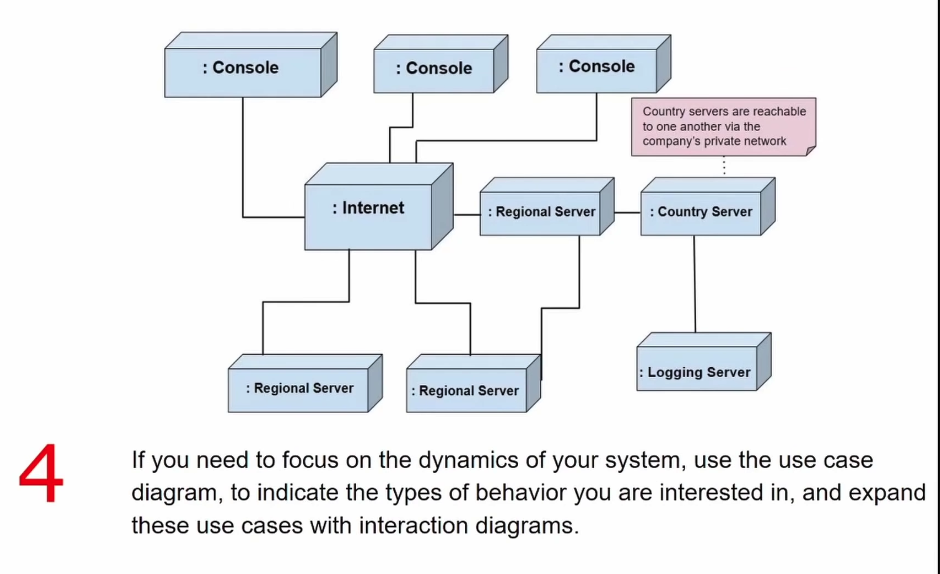 : Console
: Console
: Console
Country servers are reachable
to one another via the
company's private network
: Internet
: Regional Server
: Country Server
: Regional Server
: Regional Server
: Logging Server
4
If you need to focus on the dynamics of your system, use the use case
diagram, to indicate the types of behavior you are interested in, and expand
these use cases with interaction diagrams.